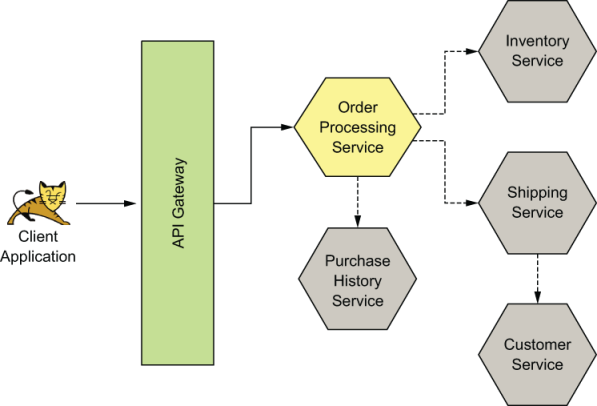 Client
Application
API Gateway
Order
Processing
Service
Purchase
History
Service
Inventory
Service
Shipping
Service
Customer
Service